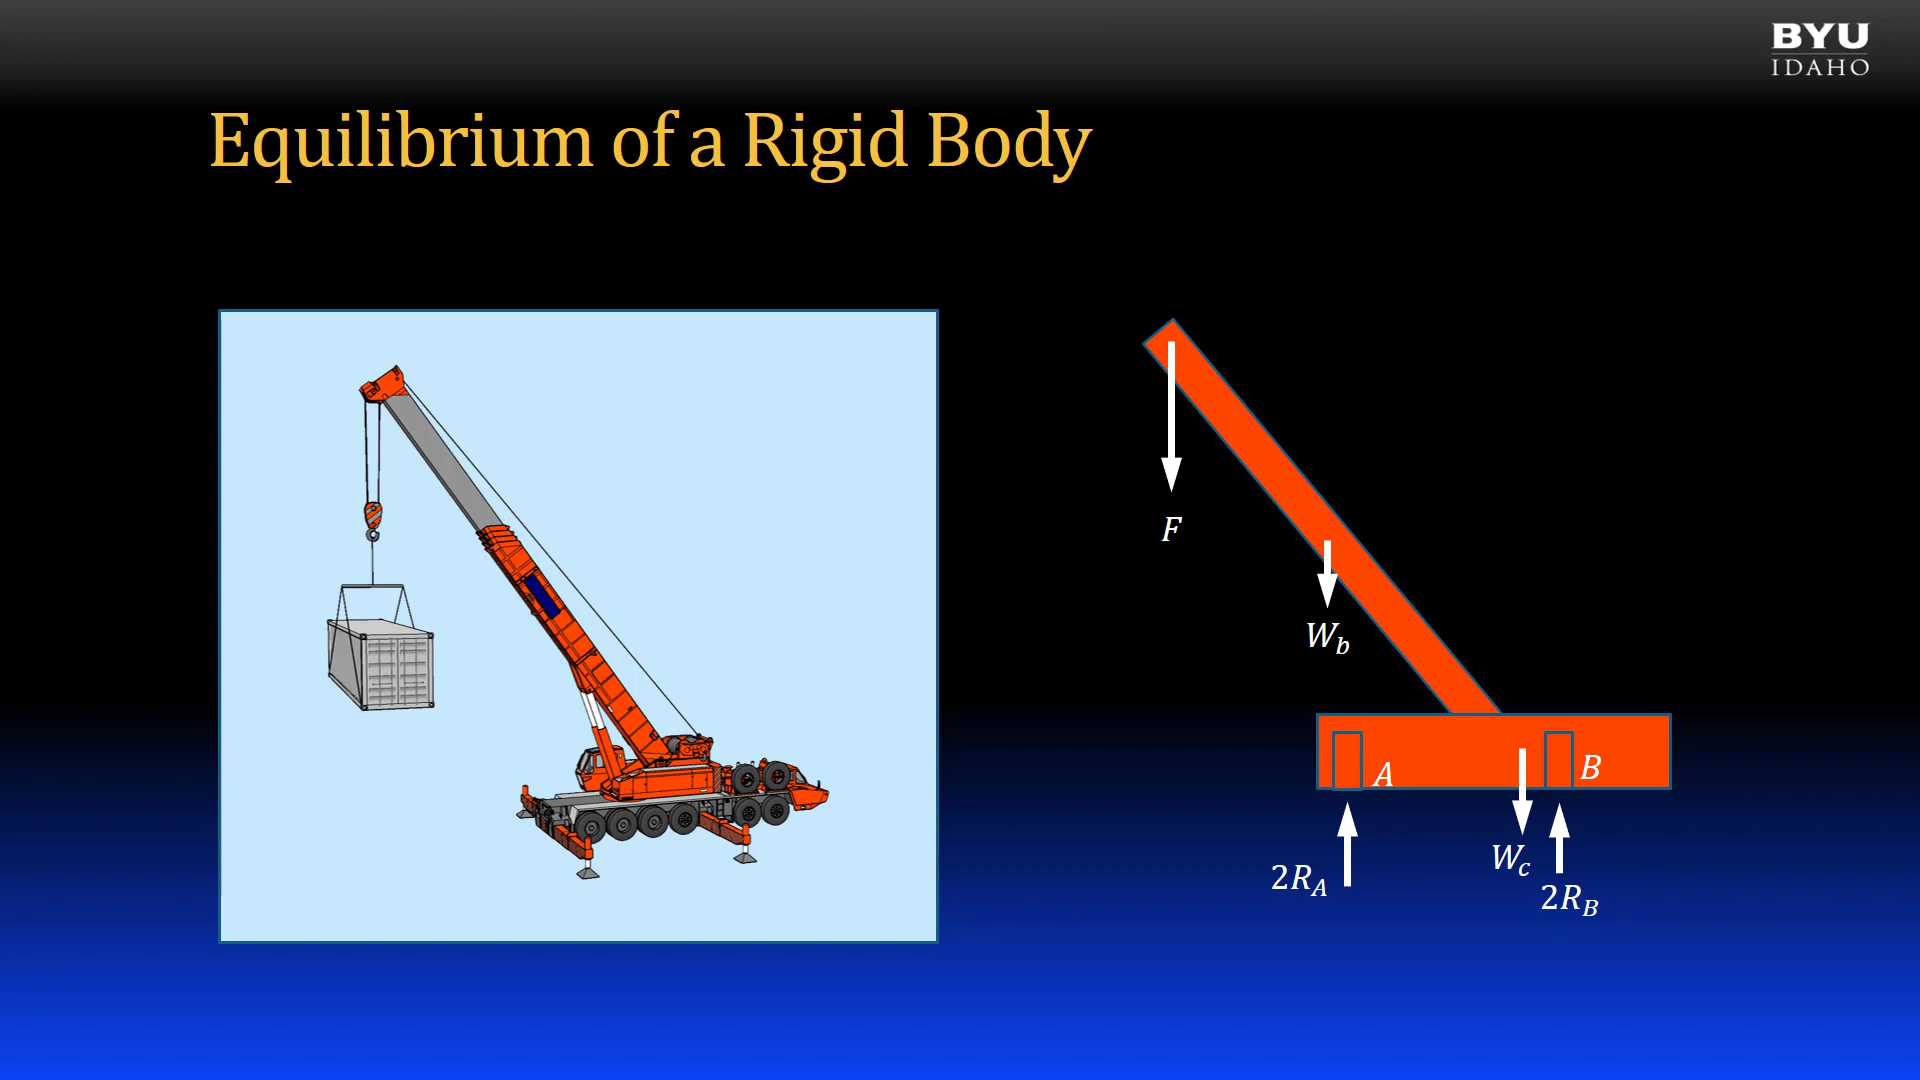 BYU
IDAHO
Equilibrium of a Rigid Body
F
W_b
A
B
W_c
2R_A
2R_B